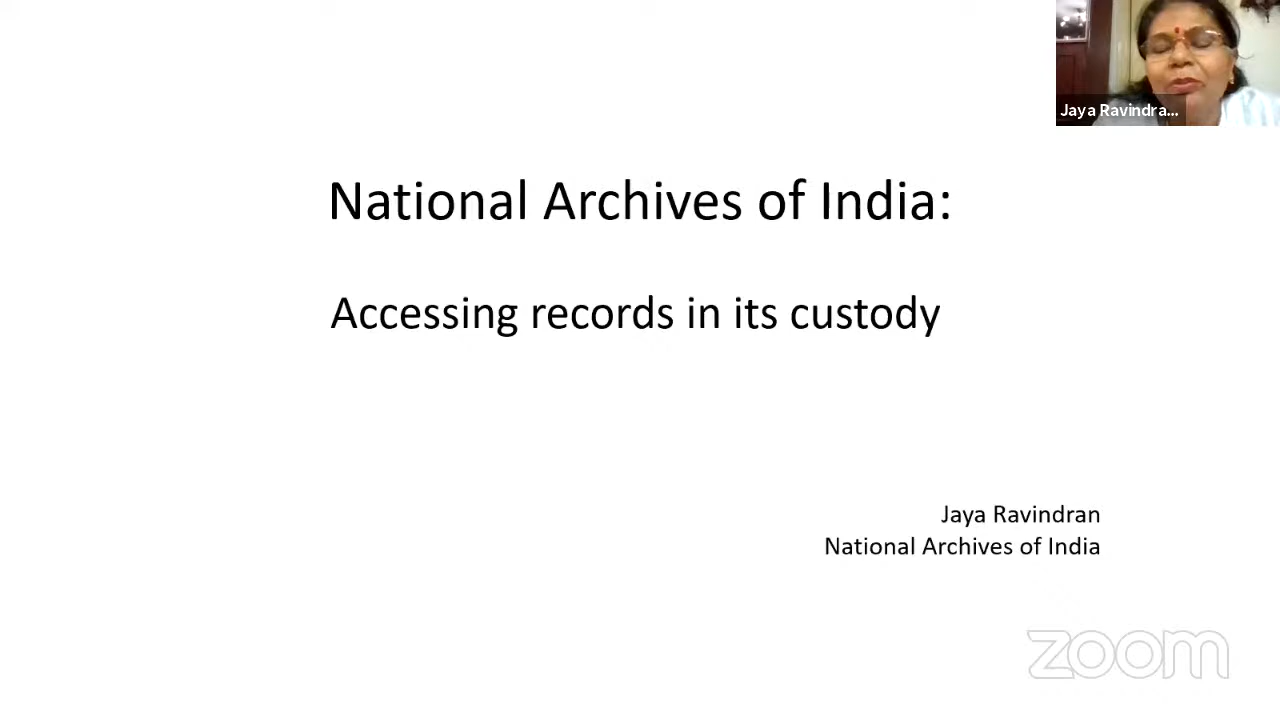 Jaya Ravindra...
National Archives of India:
Accessing records in its custody
Jaya Ravindran
National Archives of India
zoom